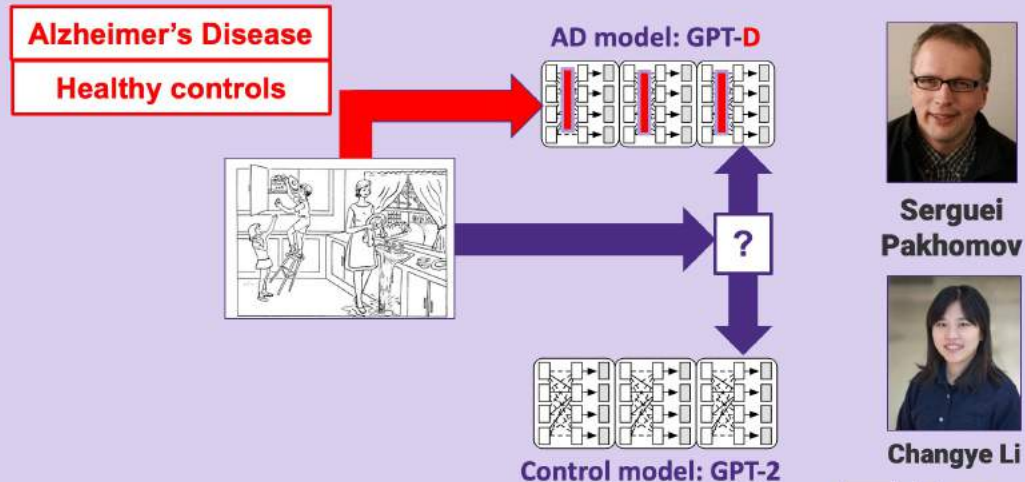 Alzheimer’s Disease
Healthy controls
AD model: GPT-D
?
Control model: GPT-2
Serguei
Pakhomov
Changye Li